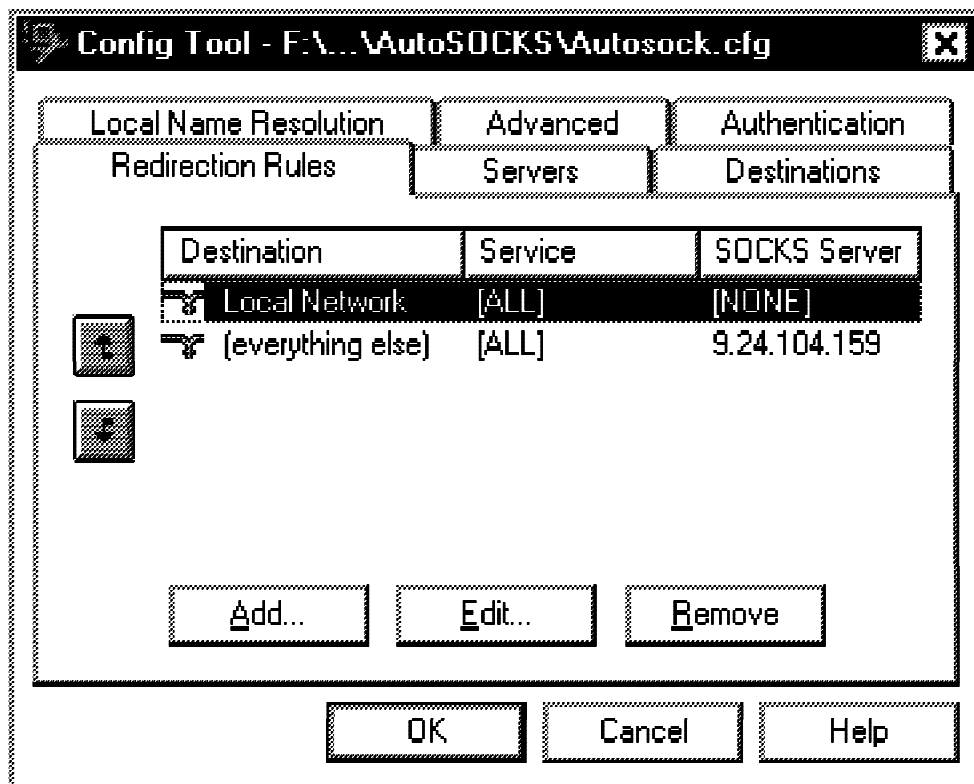 Config Tool - F:\...\AutoSOCKS\Autosock.cfg
Local Name Resolution Advanced Authentication
Redirection Rules Servers Destinations
Destination Service SOCKS Server
Local Network [ALL] [NONE]
(everything else) [ALL] 9.24.104.159
Add... Edit... Remove
OK Cancel Help